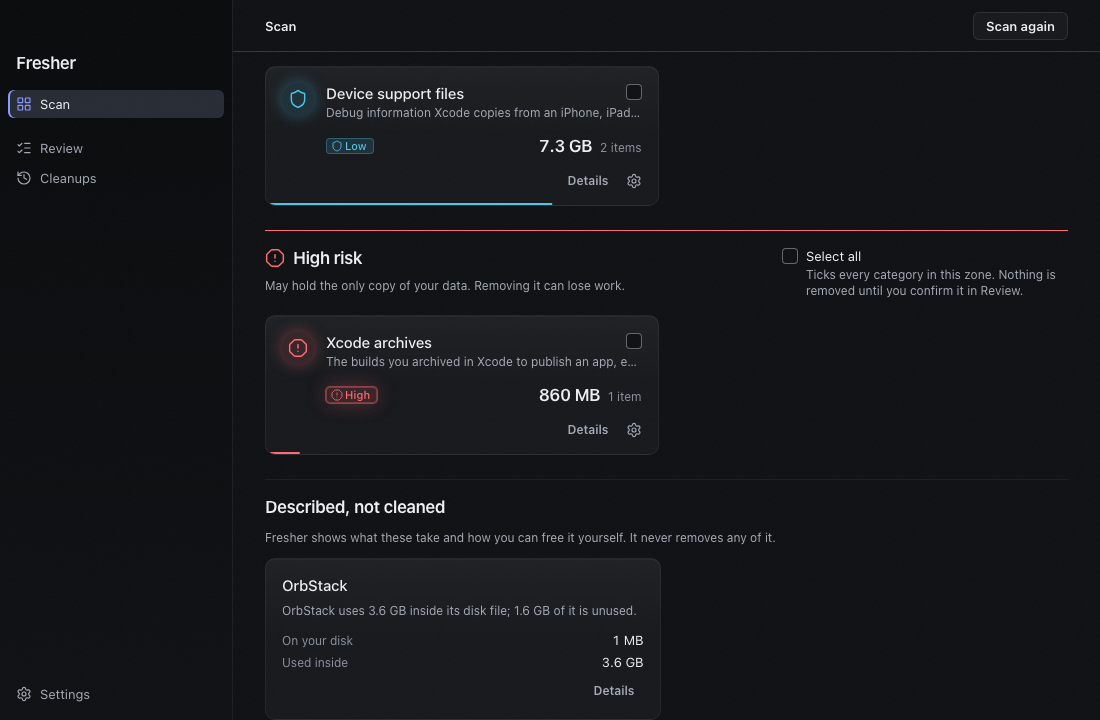 Fresher
Scan
Review
Cleanups
Settings
Scan
Scan again
Device support files
Debug information Xcode copies from an iPhone, iPad…
Low
7.3 GB 2 items
Details
High risk
May hold the only copy of your data. Removing it can lose work.
Select all
Ticks every category in this zone. Nothing is
removed until you confirm it in Review.
Xcode archives
The builds you archived in Xcode to publish an app, e…
High
860 MB 1 item
Details
Described, not cleaned
Fresher shows what these take and how you can free it yourself. It never removes any of it.
OrbStack
OrbStack uses 3.6 GB inside its disk file; 1.6 GB of it is unused.
On your disk 1 MB
Used inside 3.6 GB
Details